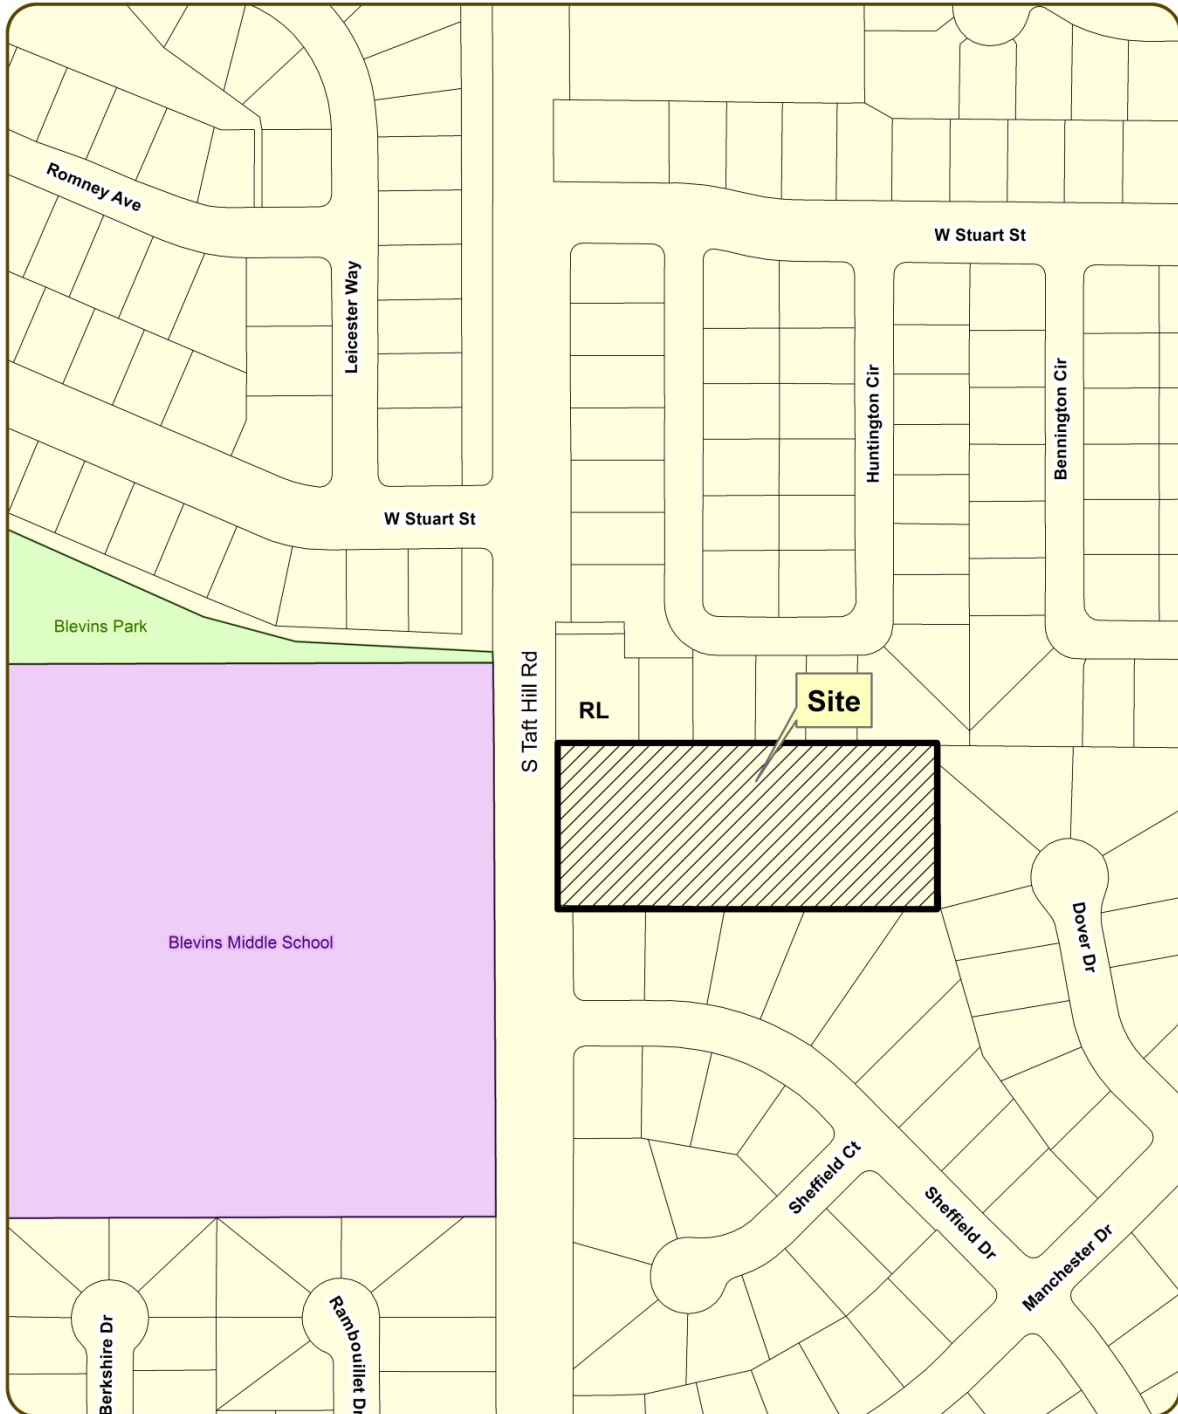 Romney Ave
W Stuart St
Leicester Way
Huntington Cir
Bennington Cir
W Stuart St
Blevins Park
S Taft Hill Rd
RL
Site
Blevins Middle School
Dover Dr
Sheffield Ct
Sheffield Dr
Manchester Dr
Berkshire Dr
Rambouillet Dr